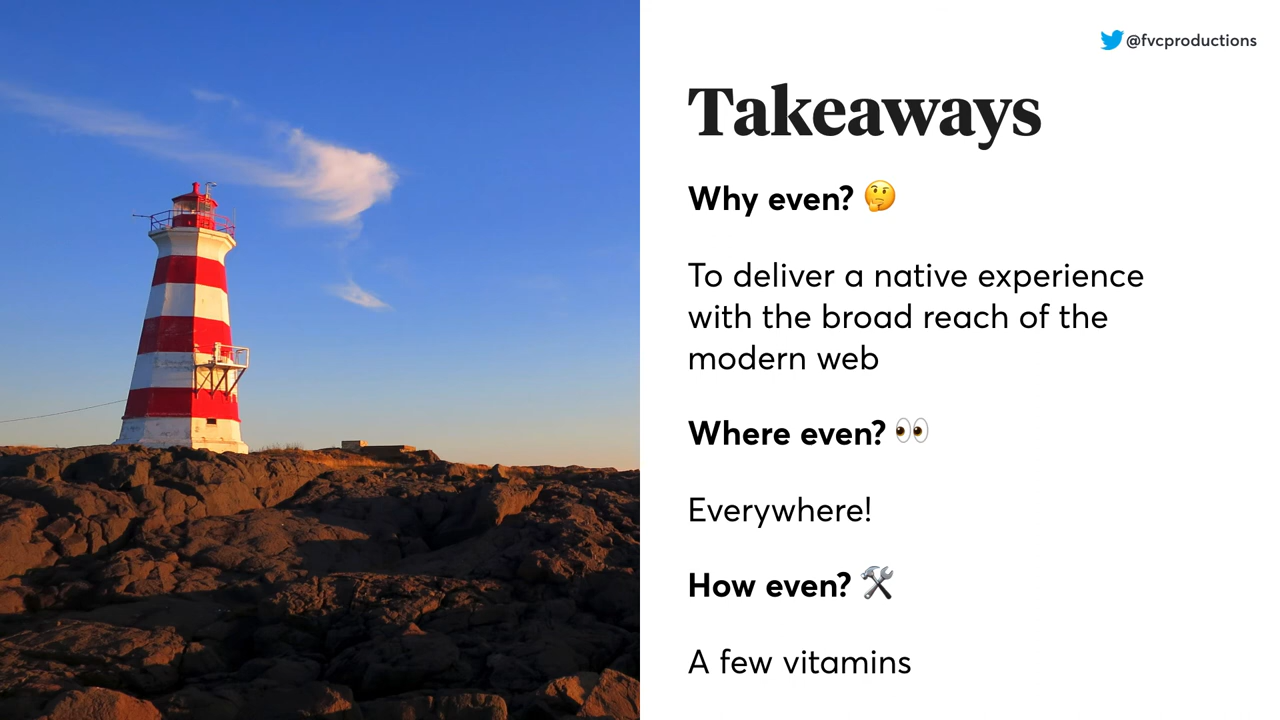 @fvcproductions
Takeaways
Why even? 🤔
To deliver a native experience
with the broad reach of the
modern web
Where even? 👀
Everywhere!
How even? 🛠
A few vitamins